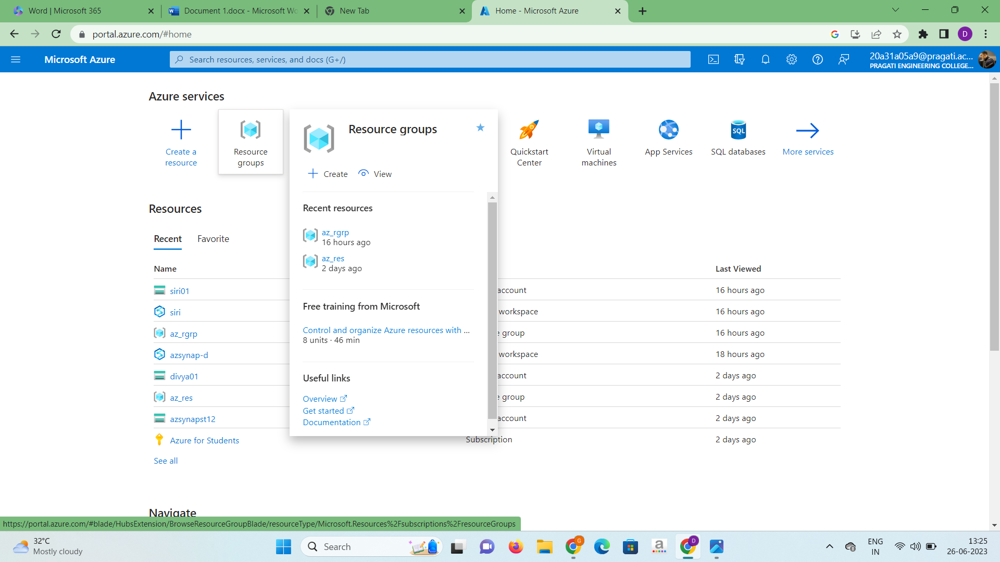 Word | Microsoft 365
Document 1.docx - Microsoft Wo
New Tab
Home - Microsoft Azure
portal.azure.com/#home
D
Microsoft Azure
Search resources, services, and docs (G+/)
20a31a05a9@pragati.ac...
PRAGATI ENGINEERING COLLEGE...
Azure services
Create a resource
Resource groups
Resource groups
Quickstart Center
Virtual machines
App Services
SQL
SQL databases
More services
Create
View
Resources
Recent
Favorite
Recent resources
az_rgrp
16 hours ago
az_res
2 days ago
Free training from Microsoft
Control and organize Azure resources with ...
8 units · 46 min
Useful links
Overview
Get started
Documentation
Name
Last Viewed
siri01
account
16 hours ago
siri
workspace
16 hours ago
az_rgrp
e group
16 hours ago
azsynap-d
workspace
18 hours ago
divya01
account
2 days ago
az_res
e group
2 days ago
azsynapst12
account
2 days ago
Azure for Students
Subscription
2 days ago
See all
Navigate
https://portal.azure.com/#blade/HubsExtension/BrowseResourceGroupBlade/resourceType/Microsoft.Resources%2Fsubscriptions%2FresourceGroups
32°C
Mostly cloudy
Search
G
a
D
ENG
IN
13:25
26-06-2023